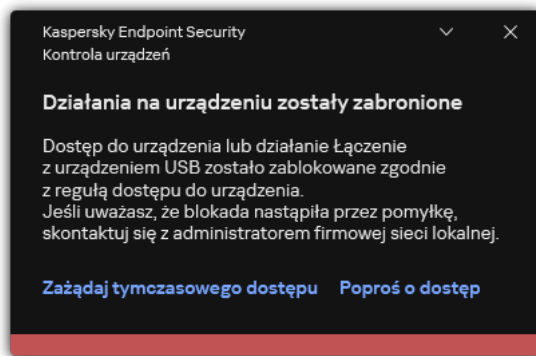 Kaspersky Endpoint Security
Kontrola urządzeń
Działania na urządzeniu zostały zabronione
Dostęp do urządzenia lub działanie Łączenie
z urządzeniem USB zostało zablokowane zgodnie
z regułą dostępu do urządzenia.
Jeśli uważasz, że blokada nastąpiła przez pomyłkę,
skontaktuj się z administratorem firmowej sieci lokalnej.
Zażądaj tymczasowego dostępu Poproś o dostęp